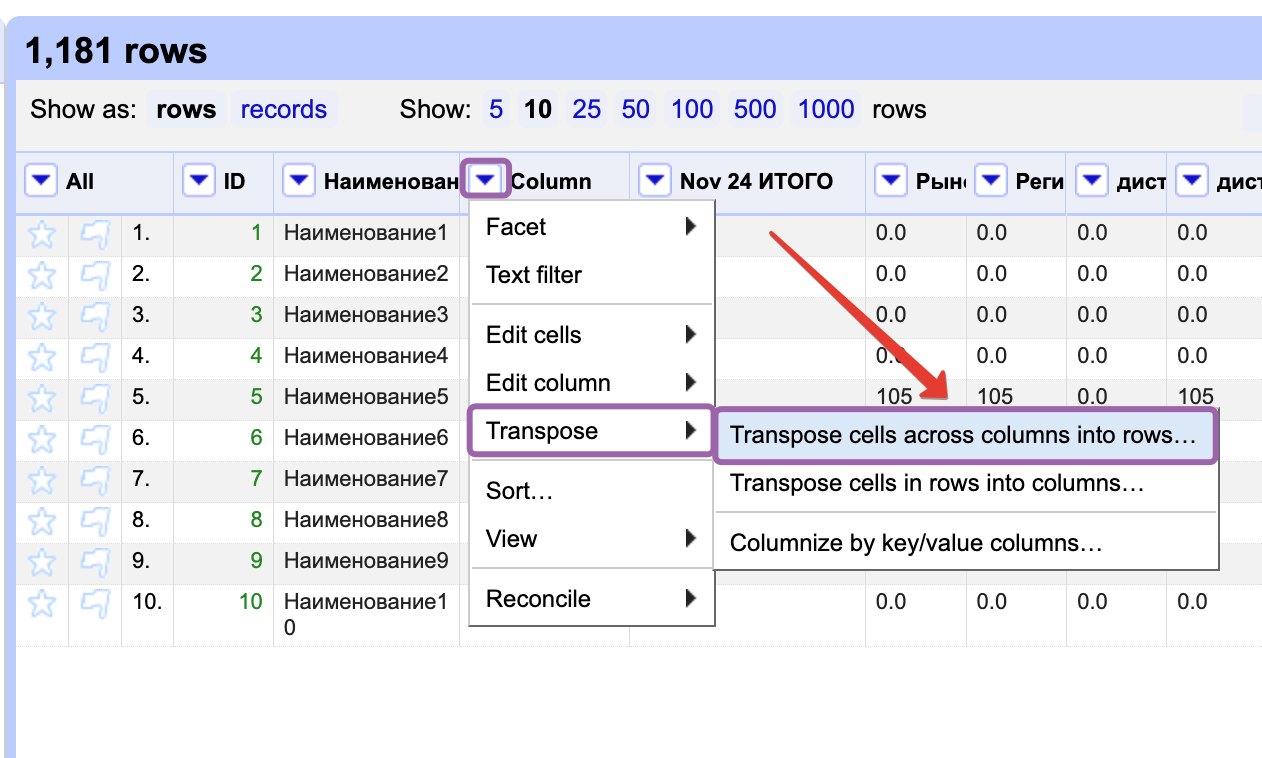 1,181 rows
Show as: rows records Show: 5 10 25 50 100 500 1000 rows
All ID Наименован Column Nov 24 ИТОГО Рын Реги дист дист
1. 1 Наименование1 0.0 0.0 0.0 0.0
2. 2 Наименование2 0.0 0.0 0.0 0.0
3. 3 Наименование3 0.0 0.0 0.0 0.0
4. 4 Наименование4 0.0 0.0 0.0 0.0
5. 5 Наименование5 105 105 0.0 105
6. 6 Наименование6
7. 7 Наименование7
8. 8 Наименование8
9. 9 Наименование9
10. 10 Наименование1 0.0 0.0 0.0 0.0
0
Facet
Text filter
Edit cells
Edit column
Transpose
Sort…
View
Reconcile
Transpose cells across columns into rows…
Transpose cells in rows into columns…
Columnize by key/value columns…